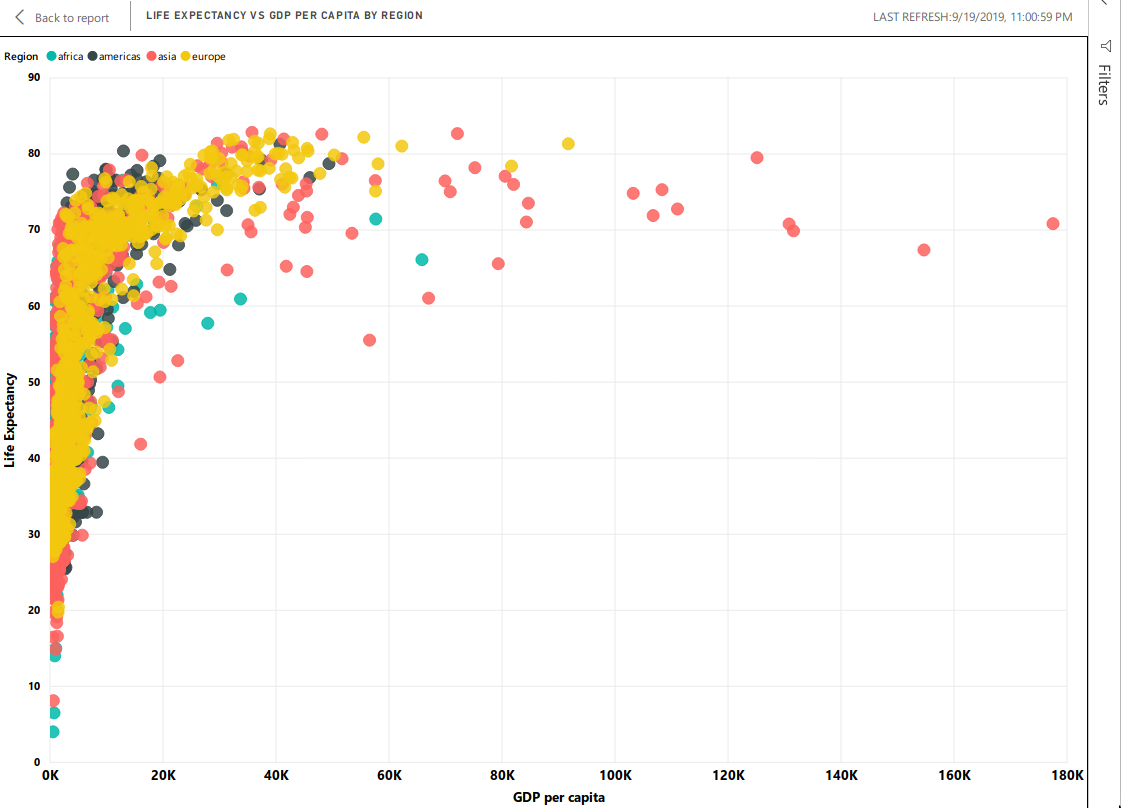 Back to report
LIFE EXPECTANCY VS GDP PER CAPITA BY REGION
LAST REFRESH:9/19/2019, 11:00:59 PM
Filters
Region africa americas asia europe
90
80
70
60
50
40
30
20
10
0
Life Expectancy
0K 20K 40K 60K 80K 100K 120K 140K 160K 180K
GDP per capita